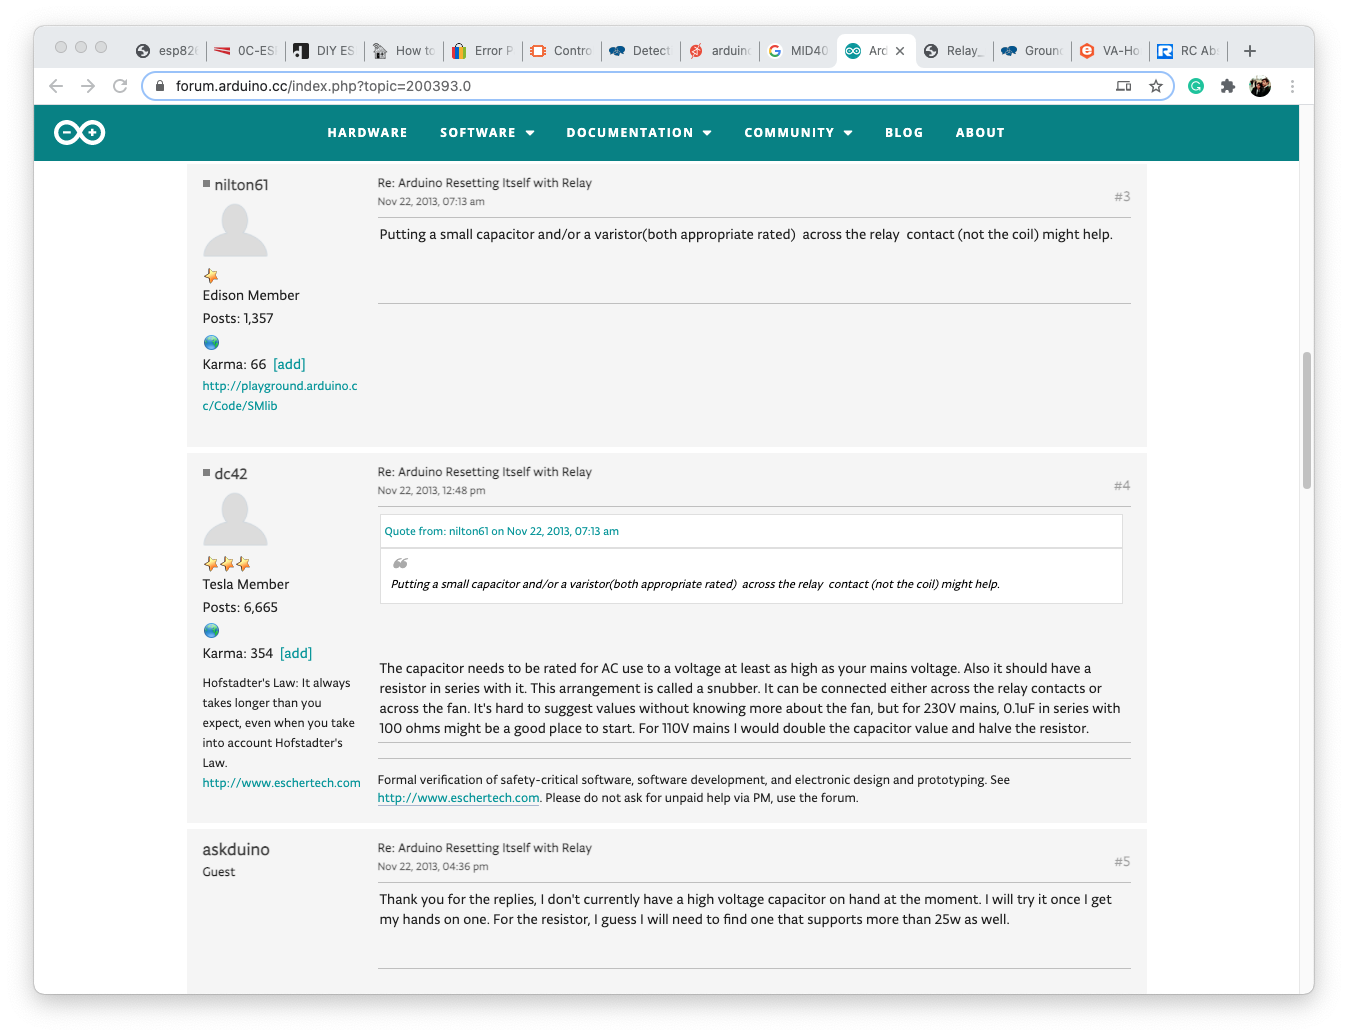 esp826
0C-ESP
DIY ES
How to
Error P
Contro
Detect
arduino
MID40
Ard
Relay_
Ground
VA-Ho
RC Abs
forum.arduino.cc/index.php?topic=200393.0
HARDWARE SOFTWARE DOCUMENTATION COMMUNITY BLOG ABOUT
nilton61
Edison Member
Posts: 1,357
Karma: 66 [add]
http://playground.arduino.c
c/Code/SMlib
Re: Arduino Resetting Itself with Relay
Nov 22, 2013, 07:13 am
#3
Putting a small capacitor and/or a varistor(both appropriate rated)  across the relay  contact (not the coil) might help.
dc42
Tesla Member
Posts: 6,665
Karma: 354 [add]
Hofstadter's Law: It always
takes longer than you
expect, even when you take
into account Hofstadter's
Law.
http://www.eschertech.com
Re: Arduino Resetting Itself with Relay
Nov 22, 2013, 12:48 pm
#4
Quote from: nilton61 on Nov 22, 2013, 07:13 am
Putting a small capacitor and/or a varistor(both appropriate rated)  across the relay  contact (not the coil) might help.
The capacitor needs to be rated for AC use to a voltage at least as high as your mains voltage. Also it should have a
resistor in series with it. This arrangement is called a snubber. It can be connected either across the relay contacts or
across the fan. It's hard to suggest values without knowing more about the fan, but for 230V mains, 0.1uF in series with
100 ohms might be a good place to start. For 110V mains I would double the capacitor value and halve the resistor.
Formal verification of safety-critical software, software development, and electronic design and prototyping. See
http://www.eschertech.com. Please do not ask for unpaid help via PM, use the forum.
askduino
Guest
Re: Arduino Resetting Itself with Relay
Nov 22, 2013, 04:36 pm
#5
Thank you for the replies, I don't currently have a high voltage capacitor on hand at the moment. I will try it once I get
my hands on one. For the resistor, I guess I will need to find one that supports more than 25w as well.